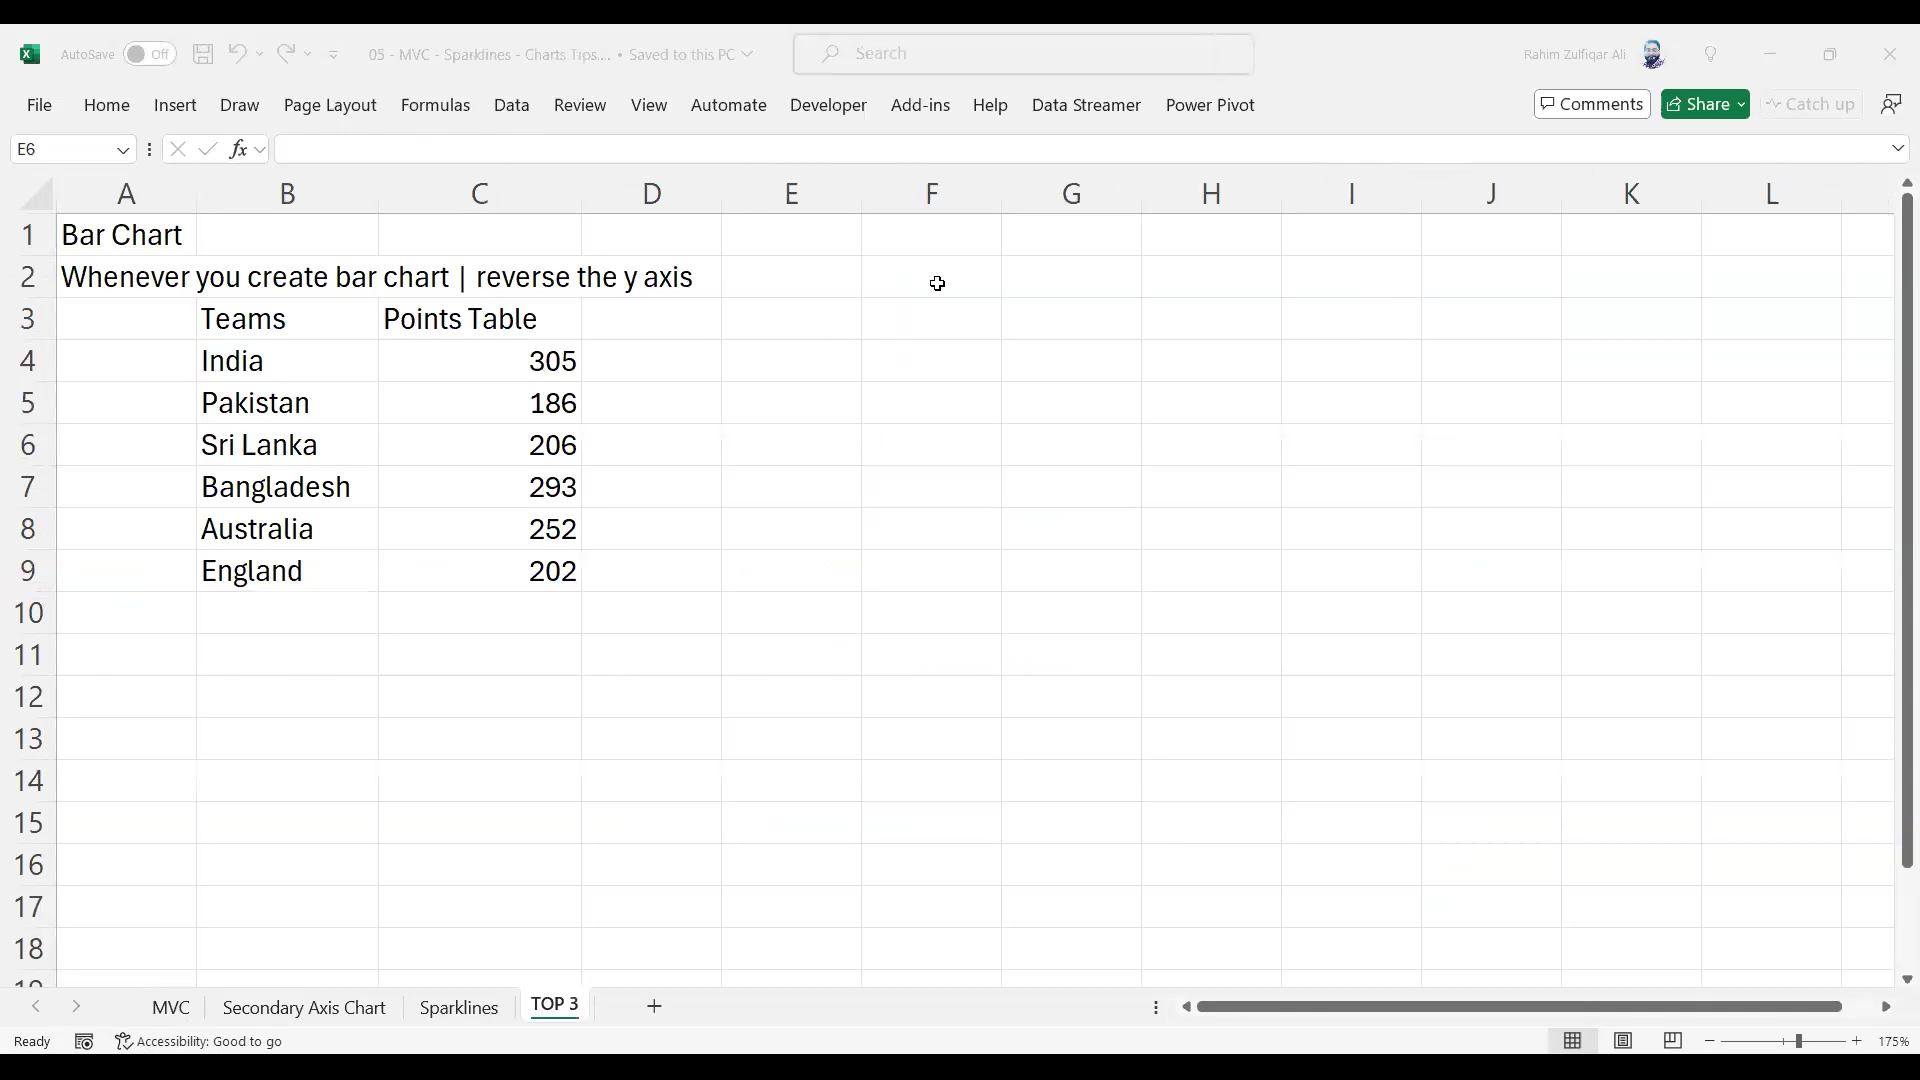 AutoSave Off 05 - MVC - Sparklines - Charts Tips.... • Saved to this PC Search Rahim Zulfiqar Ali
File Home Insert Draw Page Layout Formulas Data Review View Automate Developer Add-ins Help Data Streamer Power Pivot Comments Share Catch up
E6 fx
A B C D E F G H I J K L
1 Bar Chart
2 Whenever you create bar chart | reverse the y axis
3 Teams Points Table
4 India 305
5 Pakistan 186
6 Sri Lanka 206
7 Bangladesh 293
8 Australia 252
9 England 202
10
11
12
13
14
15
16
17
18
19
MVC Secondary Axis Chart Sparklines TOP 3
Ready Accessibility: Good to go 175%